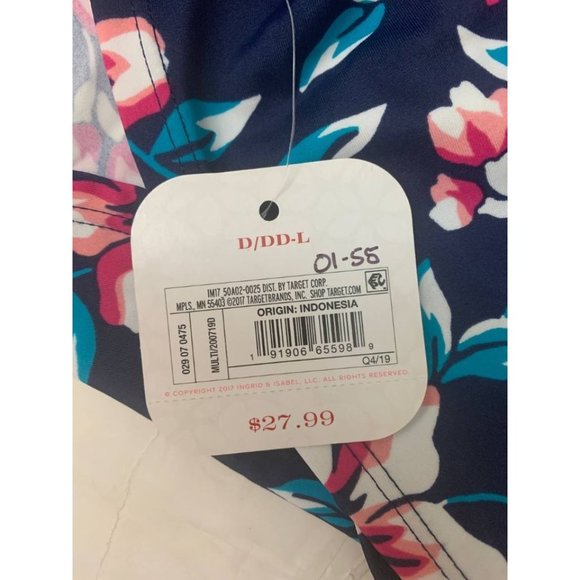 D/DD-L
01-58
1M17 50A02-0025 DIST. BY TARGET CORP.
MPLS., MN 55403 ©2017 TARGETBRANDS, INC. SHOP TARGET.COM
029 07 0475
MULTI/200719D
ORIGIN: INDONESIA
1 91906 65598 9
Q4/19
© COPYRIGHT 2017 INGRID & ISABEL, LLC. ALL RIGHTS RESERVED.
$27.99